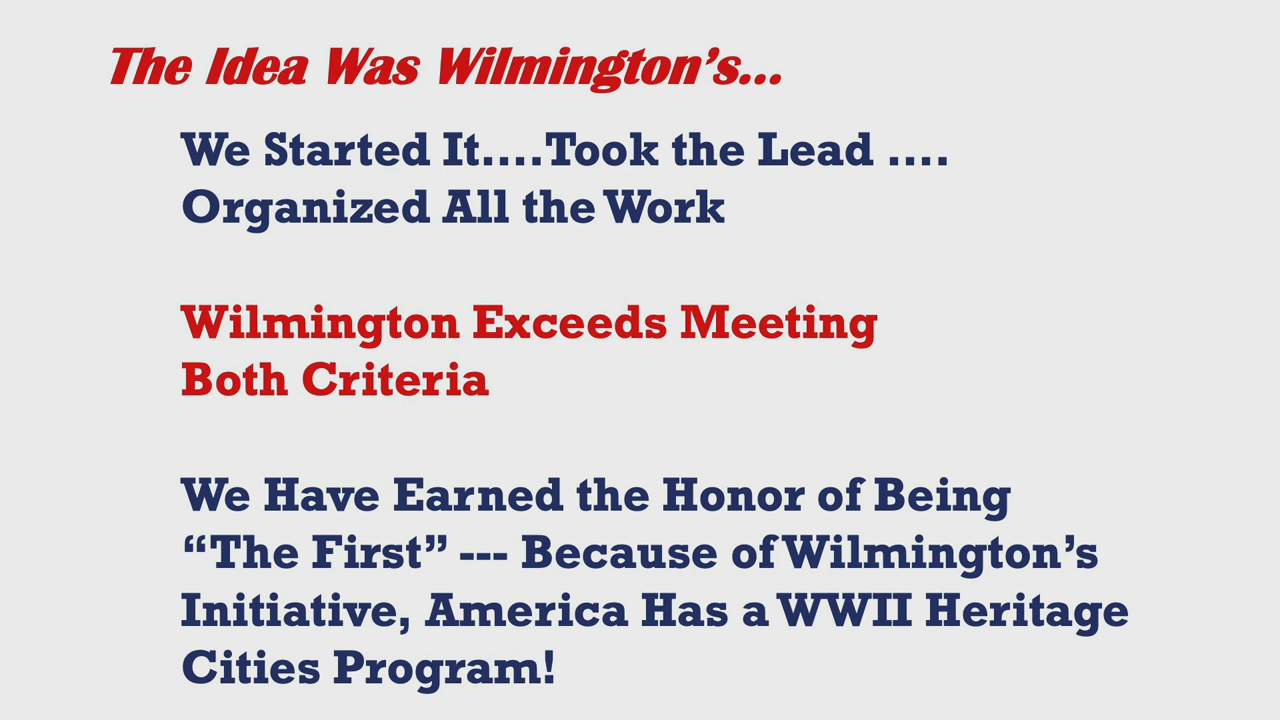 The Idea Was Wilmington’s...
We Started It....Took the Lead ....
Organized All the Work
Wilmington Exceeds Meeting
Both Criteria
We Have Earned the Honor of Being
“The First” --- Because of Wilmington’s
Initiative, America Has a WWII Heritage
Cities Program!